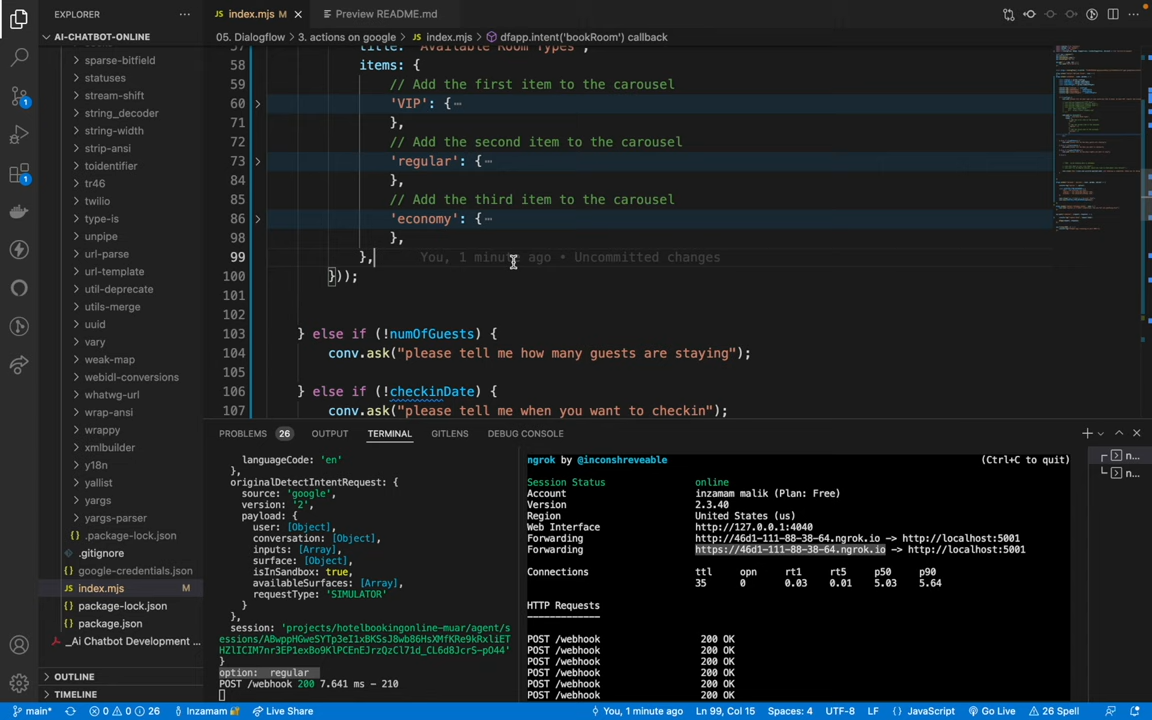 EXPLORER
index.mjs M
Preview README.md
AI-CHATBOT-ONLINE
05. Dialogflow > 3. actions on google > index.mjs > dfapp.intent('bookRoom') callback
sparse-bitfield
statuses
stream-shift
string_decoder
string-width
strip-ansi
toidentifier
tr46
twilio
type-is
unpipe
url-parse
url-template
util-deprecate
utils-merge
uuid
vary
weak-map
webidl-conversions
whatwg-url
wrap-ansi
wrappy
xmlbuilder
y18n
yallist
yargs
yargs-parser
.package-lock.json
.gitignore
google-credentials.json
index.mjs M
package-lock.json
package.json
_Ai Chatbot Development ...
OUTLINE
TIMELINE
57 title: 'Available Room Types',
58 items: {
59 // Add the first item to the carousel
60 'VIP': {
71 },
72 // Add the second item to the carousel
73 'regular': {
84 },
85 // Add the third item to the carousel
86 'economy': {
98 },
99 }, You, 1 minute ago • Uncommitted changes
100 }));
101
102
103 } else if (!numOfGuests) {
104 conv.ask("please tell me how many guests are staying");
105
106 } else if (!checkinDate) {
107 conv.ask("please tell me when you want to checkin");
PROBLEMS 26 OUTPUT TERMINAL GITLENS DEBUG CONSOLE
languageCode: 'en'
},
originalDetectIntentRequest: {
source: 'google',
version: '2',
payload: {
user: [Object],
conversation: [Object],
inputs: [Array],
surface: [Object],
isInSandbox: true,
availableSurfaces: [Array],
requestType: 'SIMULATOR'
}
},
session: 'projects/hotelbookingonline-muar/agent/s
}
option: regular
POST /webhook 200 7.641 ms - 210
ngrok by @inconshreveable (Ctrl+C to quit)
Session Status online
Account inzamam malik (Plan: Free)
Version 2.3.40
Region United States (us)
Web Interface http://127.0.0.1:4040
Forwarding http://46d1-111-88-38-64.ngrok.io -> http://localhost:5001
Forwarding https://46d1-111-88-38-64.ngrok.io -> http://localhost:5001
Connections ttl opn rt1 rt5 p50 p90
35 0 0.03 0.01 5.03 5.64
HTTP Requests
POST /webhook 200 OK
POST /webhook 200 OK
POST /webhook 200 OK
POST /webhook 200 OK
POST /webhook 200 OK
POST /webhook 200 OK
n...
n...
main* 0 0 26 Inzamam Live Share You, 1 minute ago Ln 99, Col 15 Spaces: 4 UTF-8 LF JavaScript Go Live 26 Spell